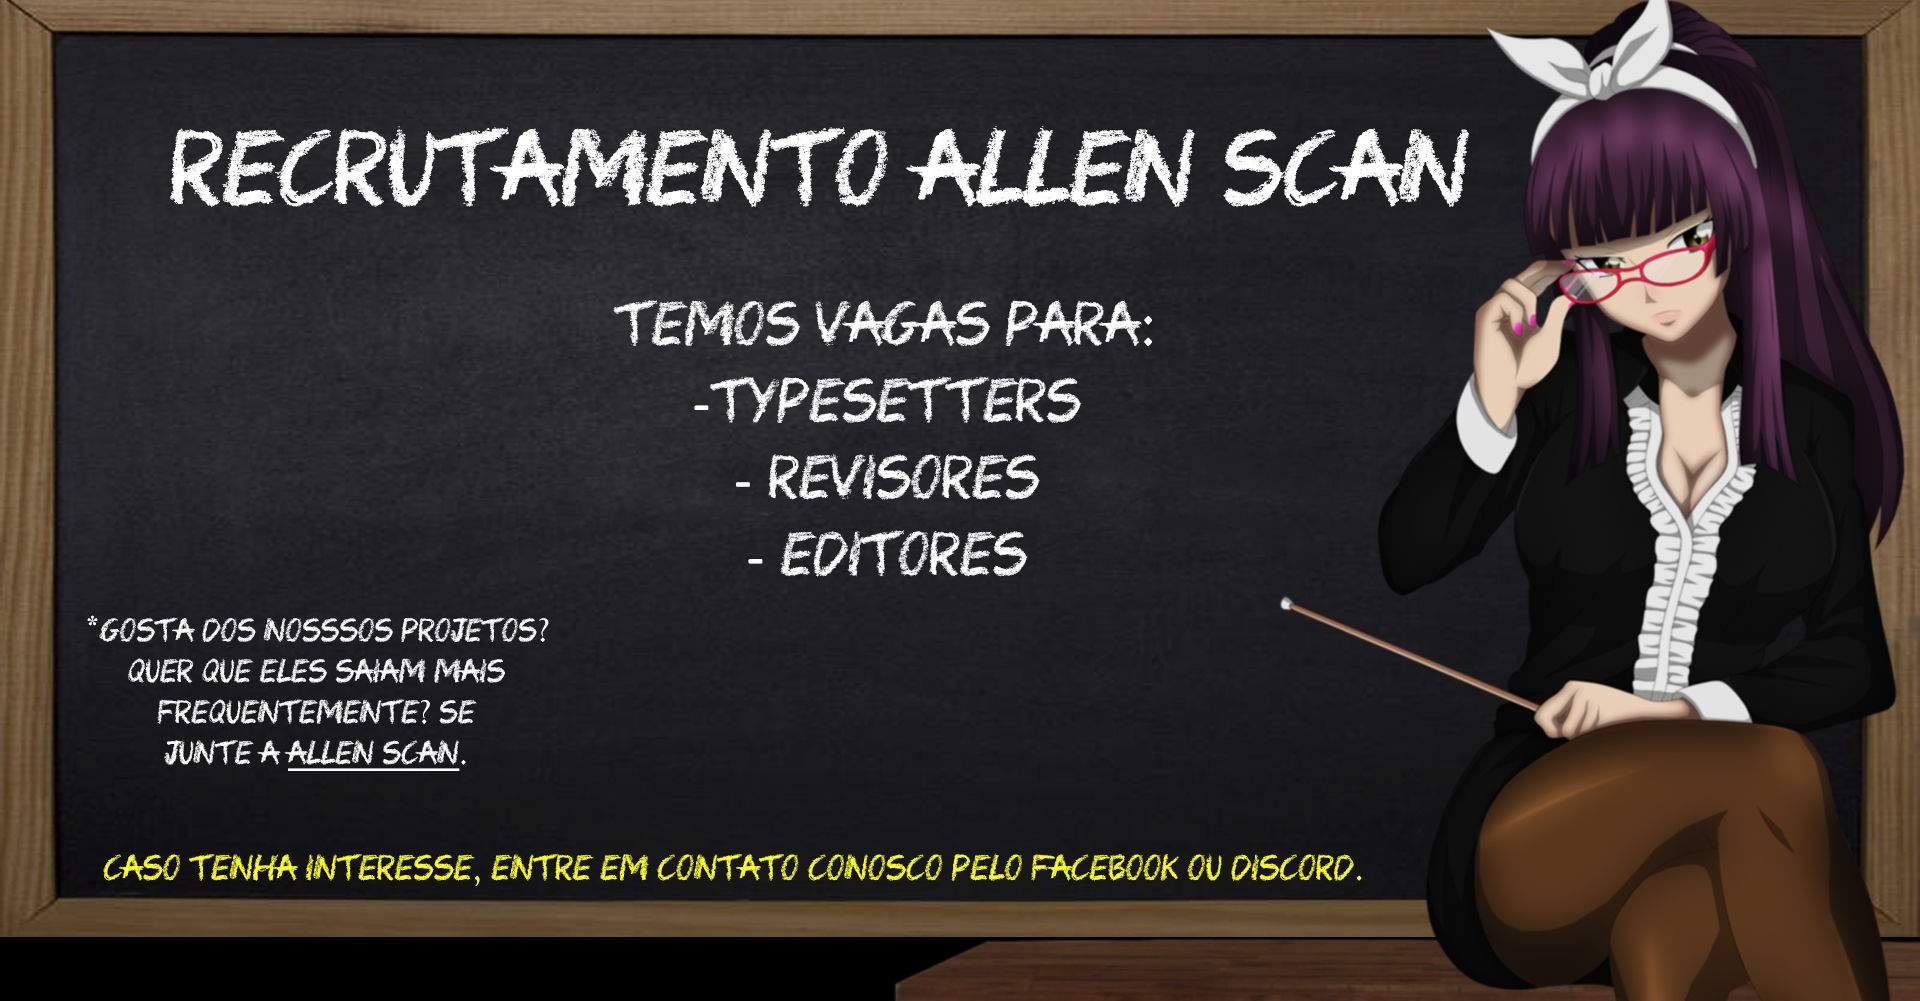 RECRUTAMENTO ALLEN SCAN
TEMOS VAGAS PARA:
-TYPESETTERS
- REVISORES
- EDITORES
*GOSTA DOS NOSSSOS PROJETOS?
QUER QUE ELES SAIAM MAIS
FREQUENTEMENTE? SE
JUNTE A ALLEN SCAN.
CASO TENHA INTERESSE, ENTRE EM CONTATO CONOSCO PELO FACEBOOK OU DISCORD.